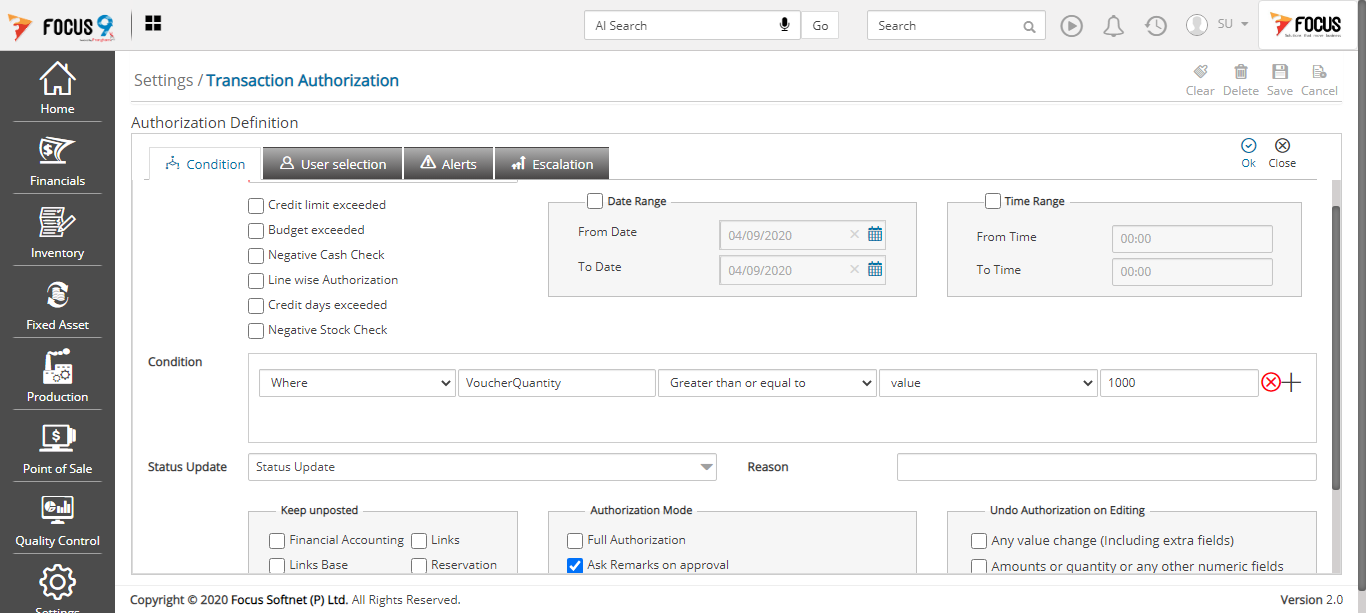 FOCUS 9
AI Search
Go
Search
SU
FOCUS
Settings / Transaction Authorization
Clear Delete Save Cancel
Home
Financials
Inventory
Fixed Asset
Production
Point of Sale
Quality Control
Settings
Authorization Definition
Condition User selection Alerts Escalation
Ok Close
Credit limit exceeded
Budget exceeded
Negative Cash Check
Line wise Authorization
Credit days exceeded
Negative Stock Check
Date Range
From Date 04/09/2020
To Date 04/09/2020
Time Range
From Time 00:00
To Time 00:00
Condition
Where VoucherQuantity Greater than or equal to value 1000
Status Update Status Update Reason
Keep unposted
Financial Accounting Links
Links Base Reservation
Authorization Mode
Full Authorization
Ask Remarks on approval
Undo Authorization on Editing
Any value change (Including extra fields)
Amounts or quantity or any other numeric fields
Copyright © 2020 Focus Softnet (P) Ltd. All Rights Reserved.
Version 2.0